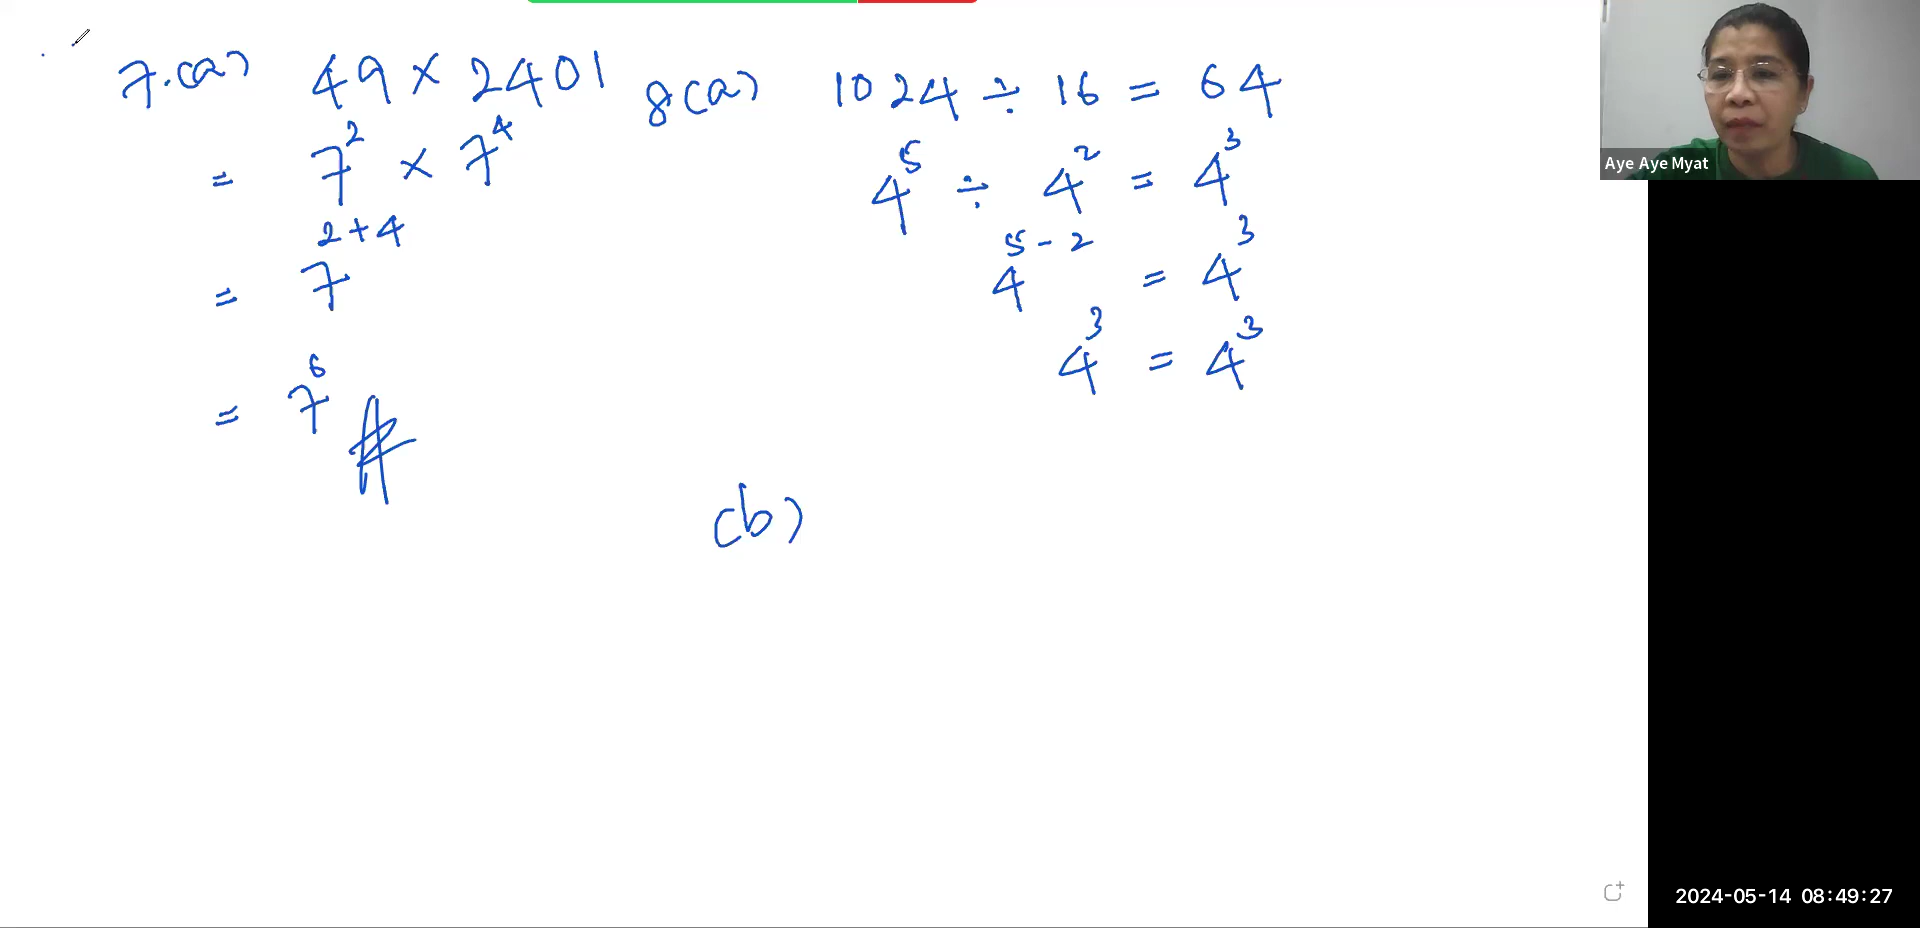 7.(a) 49 × 2401
= 7² × 7⁴
= 7²⁺⁴
= 7⁶
8(a) 1024 ÷ 16 = 64
4⁵ ÷ 4² = 4³
4⁵⁻² = 4³
4³ = 4³
(b)
Aye Aye Myat
2024-05-14 08:49:27